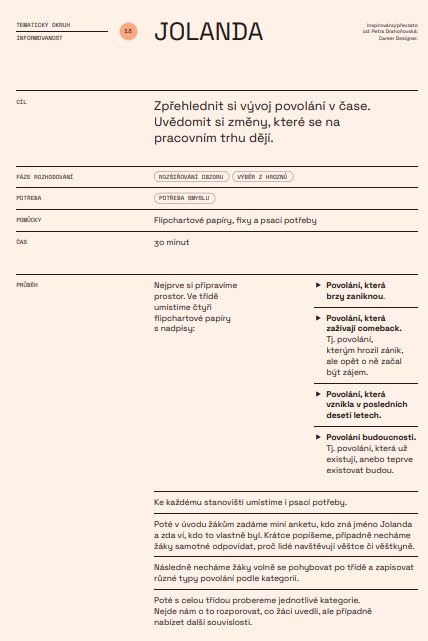 TEMATICKÝ OKRUH
INFORMOVANOST
13
JOLANDA
Inspirováno/převzato
od: Petra Drahoňovská:
Career Designer.
CÍL
Zpřehlednit si vývoj povolání v čase.
Uvědomit si změny, které se na
pracovním trhu dějí.
FÁZE ROZHODOVÁNÍ
ROZŠIŘOVÁNÍ OBZORU
VÝBĚR Z HROZNŮ
POTŘEBA
POTŘEBA SMYSLU
POMŮCKY
Flipchartové papíry, fixy a psací potřeby
ČAS
30 minut
PRŮBĚH
Nejprve si připravíme
prostor. Ve třídě
umístíme čtyři
flipchartové papíry
s nadpisy:
▶ Povolání, která
brzy zaniknou.
▶ Povolání, která
zažívají comeback.
Tj. povolání,
kterým hrozil zánik,
ale opět o ně začal
být zájem.
▶ Povolání, která
vznikla v posledních
deseti letech.
▶ Povolání budoucnosti.
Tj. povolání, která už
existují, anebo teprve
existovat budou.
Ke každému stanovišti umístíme i psací potřeby.
Poté v úvodu žákům zadáme mini anketu, kdo zná jméno Jolanda
a zda ví, kdo to vlastně byl. Krátce popíšeme, případně necháme
žáky samotné odpovídat, proč lidé navštěvují věštce či věštkyně.
Následně necháme žáky volně se pohybovat po třídě a zapisovat
různé typy povolání podle kategorií.
Poté s celou třídou probereme jednotlivé kategorie.
Nejde nám o to rozporovat, co žáci uvedli, ale případně
nabízet další souvislosti.